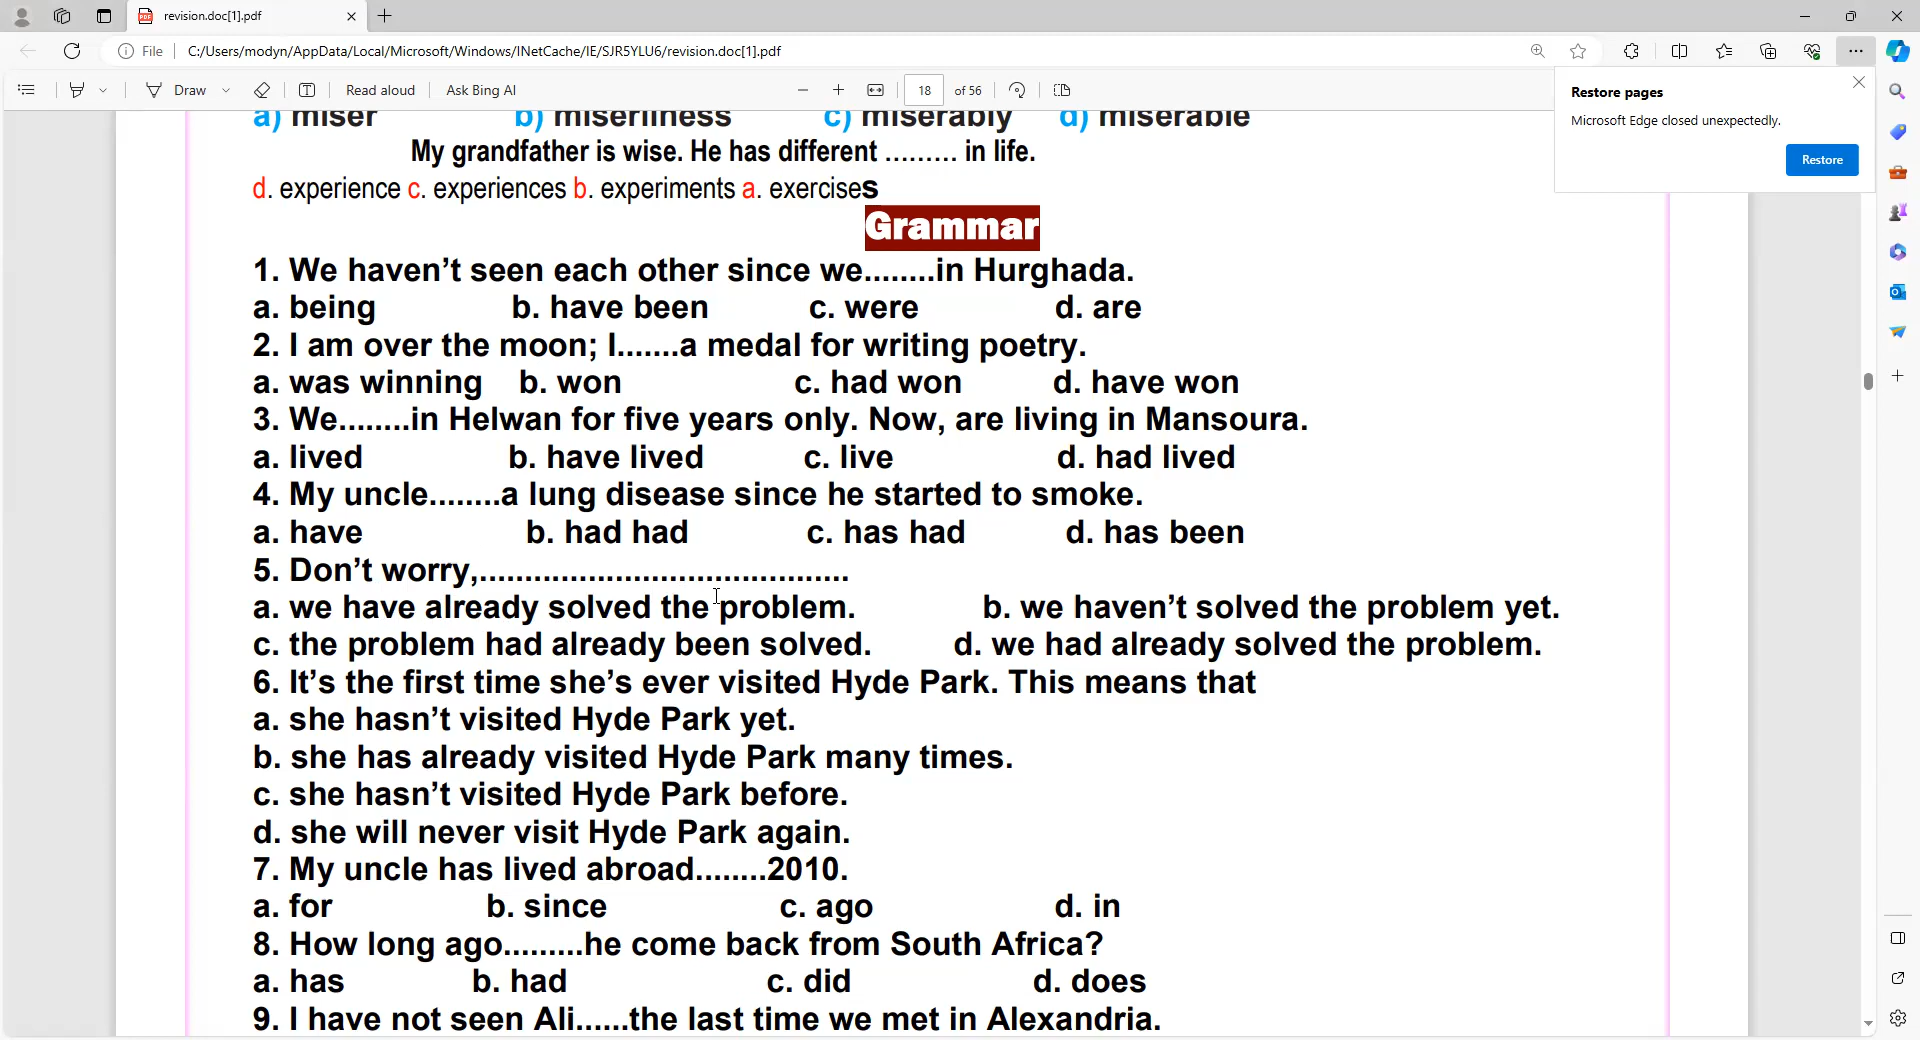 revision.doc[1].pdf
File
C:/Users/modyn/AppData/Local/Microsoft/Windows/INetCache/IE/SJR5YLU6/revision.doc[1].pdf
Draw
Read aloud
Ask Bing AI
18 of 56
Restore pages
Microsoft Edge closed unexpectedly.
Restore
a) miser b) miserliness c) miserably d) miserable
My grandfather is wise. He has different ......... in life.
d. experience c. experiences b. experiments a. exercises
Grammar
1. We haven’t seen each other since we........in Hurghada.
a. being b. have been c. were d. are
2. I am over the moon; I.......a medal for writing poetry.
a. was winning b. won c. had won d. have won
3. We........in Helwan for five years only. Now, are living in Mansoura.
a. lived b. have lived c. live d. had lived
4. My uncle........a lung disease since he started to smoke.
a. have b. had had c. has had d. has been
5. Don’t worry,.........................................
a. we have already solved the problem. b. we haven’t solved the problem yet.
c. the problem had already been solved. d. we had already solved the problem.
6. It’s the first time she’s ever visited Hyde Park. This means that
a. she hasn’t visited Hyde Park yet.
b. she has already visited Hyde Park many times.
c. she hasn’t visited Hyde Park before.
d. she will never visit Hyde Park again.
7. My uncle has lived abroad........2010.
a. for b. since c. ago d. in
8. How long ago.........he come back from South Africa?
a. has b. had c. did d. does
9. I have not seen Ali......the last time we met in Alexandria.